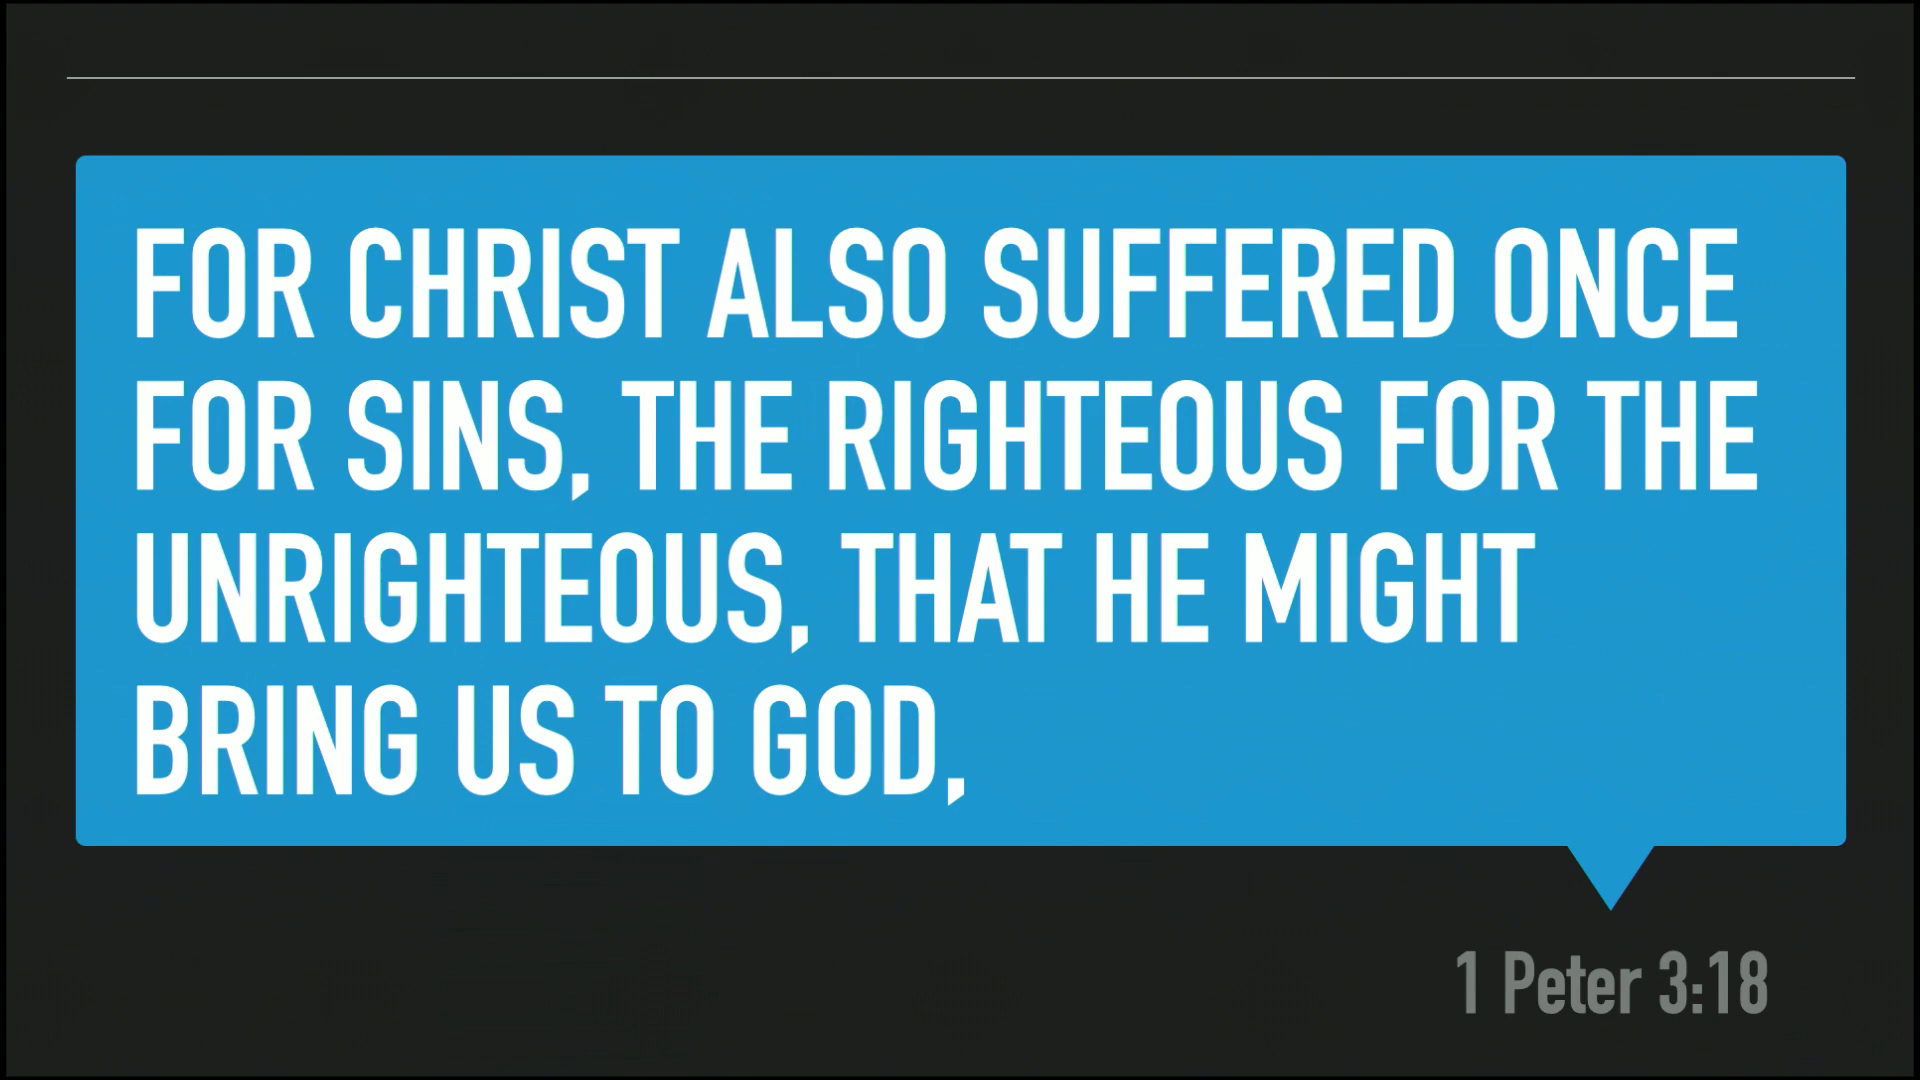 FOR CHRIST ALSO SUFFERED ONCE
FOR SINS, THE RIGHTEOUS FOR THE
UNRIGHTEOUS, THAT HE MIGHT
BRING US TO GOD,
1 Peter 3:18